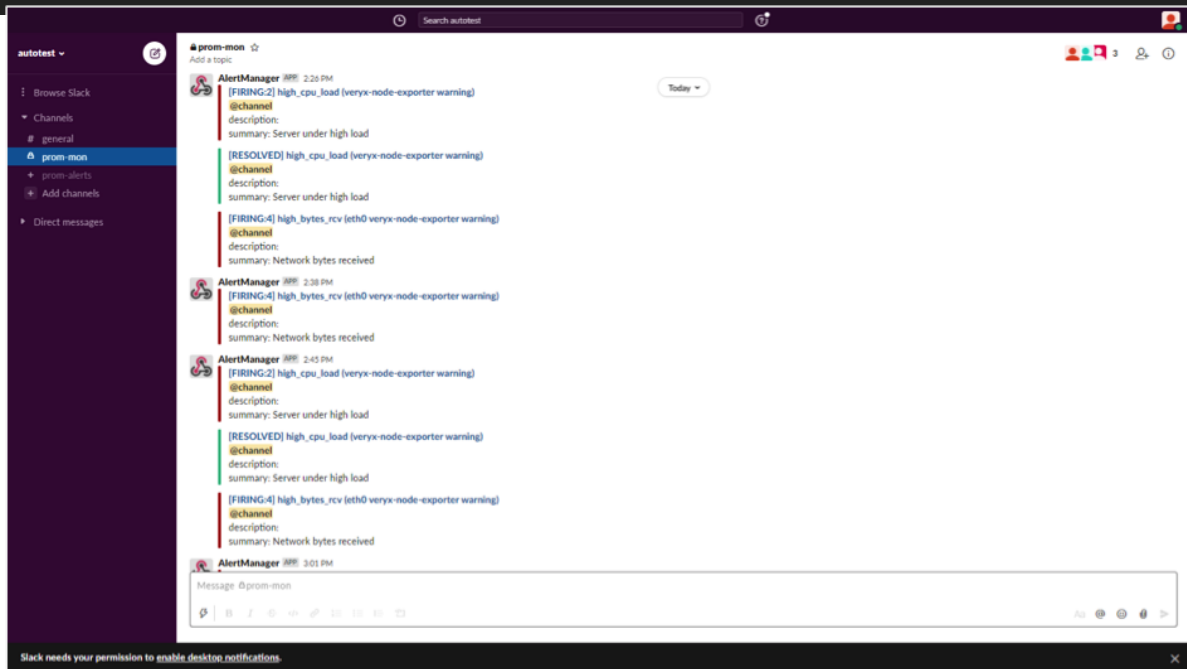 Search autotest
autotest
prom-mon
Add a topic
3
Browse Slack
Channels
# general
prom-mon
+ prom-alerts
+ Add channels
Direct messages
Today
AlertManager APP 2:26 PM
[FIRING:2] high_cpu_load (veryx-node-exporter warning)
@channel
description:
summary: Server under high load
[RESOLVED] high_cpu_load (veryx-node-exporter warning)
@channel
description:
summary: Server under high load
[FIRING:4] high_bytes_rcv (eth0 veryx-node-exporter warning)
@channel
description:
summary: Network bytes received
AlertManager APP 2:38 PM
[FIRING:4] high_bytes_rcv (eth0 veryx-node-exporter warning)
@channel
description:
summary: Network bytes received
AlertManager APP 2:45 PM
[FIRING:2] high_cpu_load (veryx-node-exporter warning)
@channel
description:
summary: Server under high load
[RESOLVED] high_cpu_load (veryx-node-exporter warning)
@channel
description:
summary: Server under high load
[FIRING:4] high_bytes_rcv (eth0 veryx-node-exporter warning)
@channel
description:
summary: Network bytes received
AlertManager APP 3:01 PM
Message prom-mon
B I Aa @
Slack needs your permission to enable desktop notifications.